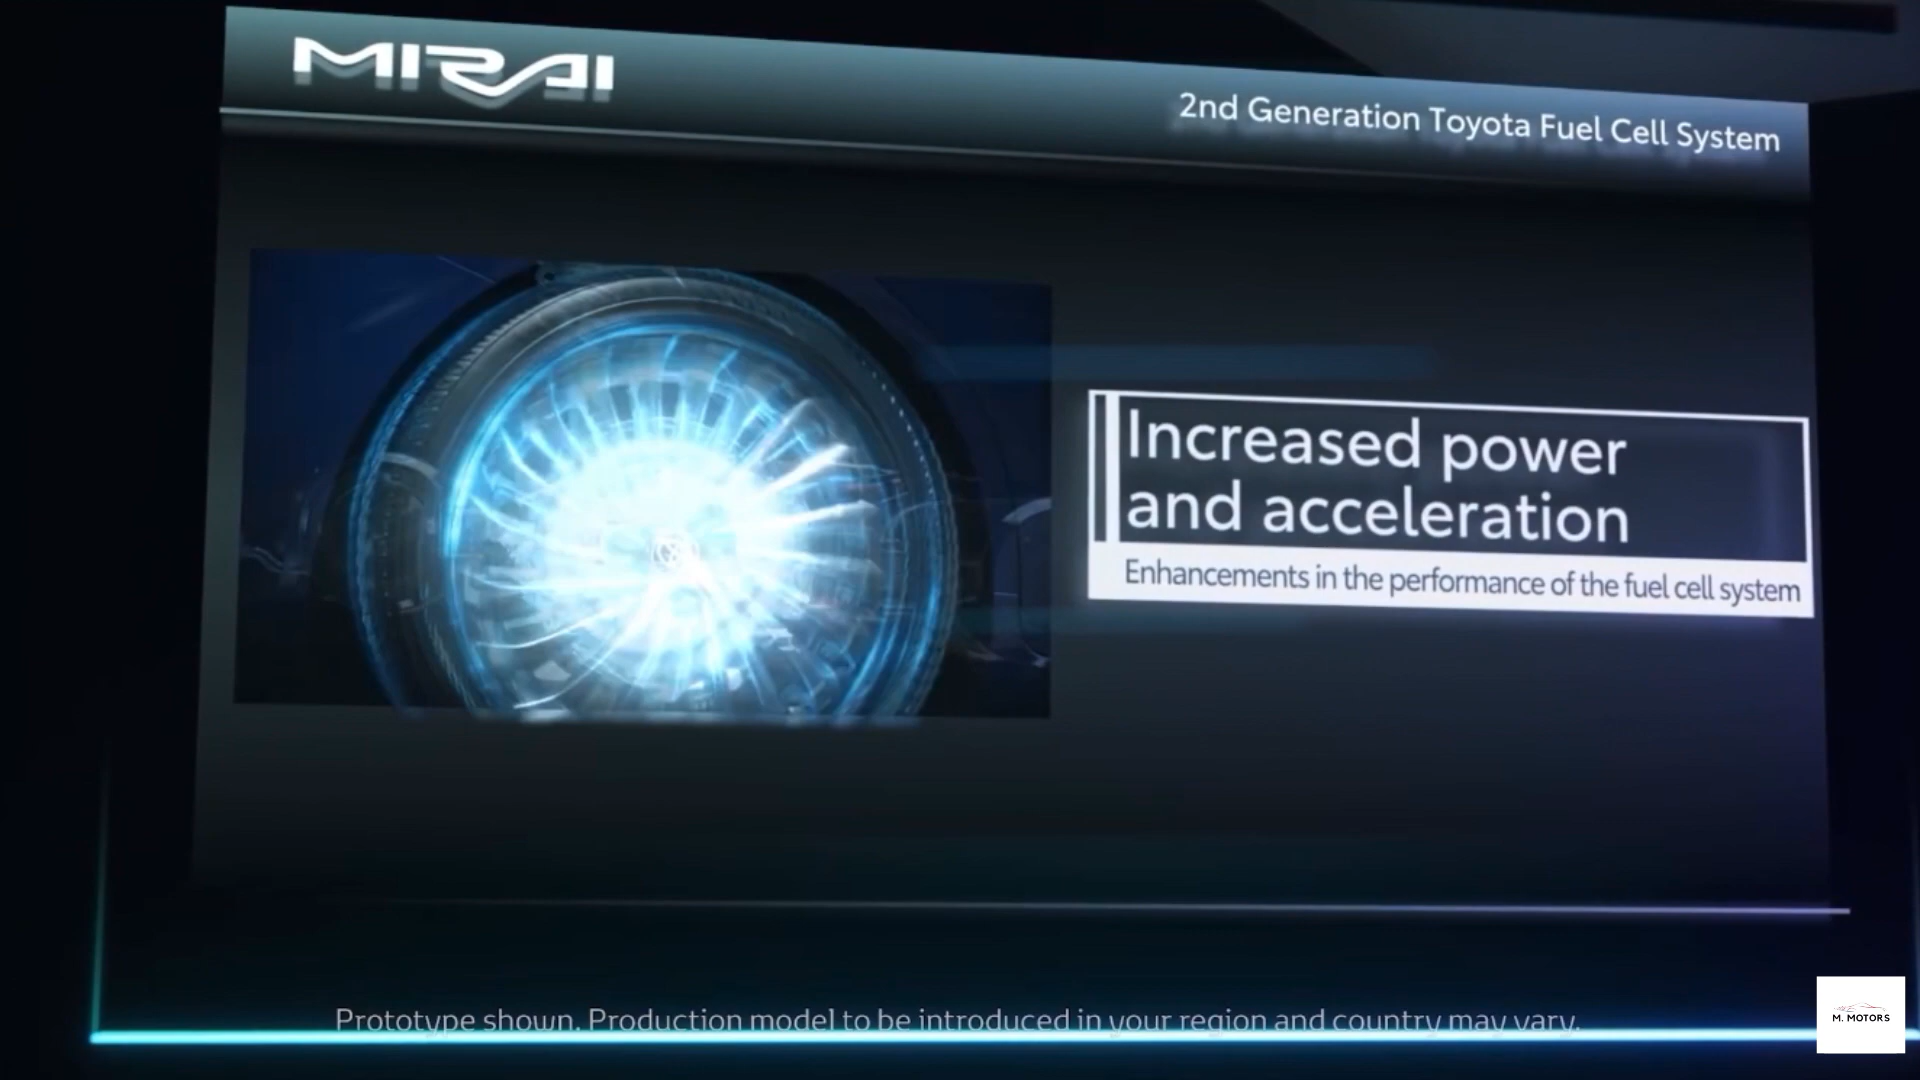 MIRAI
2nd Generation Toyota Fuel Cell System
Increased power
and acceleration
Enhancements in the performance of the fuel cell system
Prototype shown. Production model to be introduced in your region and country may vary.
M. MOTORS